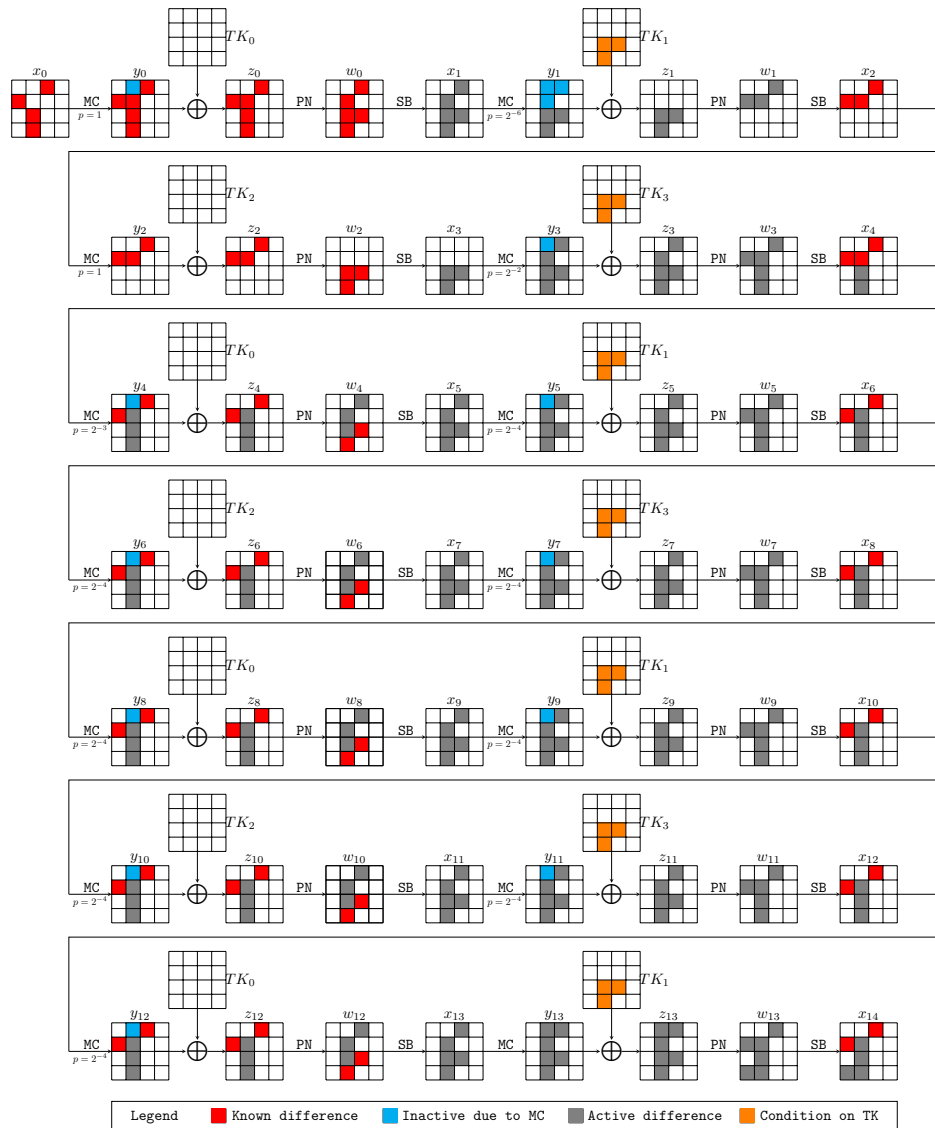 TK₀ TK₁
x₀ y₀ z₀ w₀ x₁ y₁ z₁ w₁ x₂
MC PN SB MC PN SB
p = 1 p = 2⁻⁶
TK₂ TK₃
y₂ z₂ w₂ x₃ y₃ z₃ w₃ x₄
MC PN SB MC PN SB
p = 1 p = 2⁻²
TK₀ TK₁
y₄ z₄ w₄ x₅ y₅ z₅ w₅ x₆
MC PN SB MC PN SB
p = 2⁻³ p = 2⁻⁴
TK₂ TK₃
y₆ z₆ w₆ x₇ y₇ z₇ w₇ x₈
MC PN SB MC PN SB
p = 2⁻⁴ p = 2⁻⁴
TK₀ TK₁
y₈ z₈ w₈ x₉ y₉ z₉ w₉ x₁₀
MC PN SB MC PN SB
p = 2⁻⁴ p = 2⁻⁴
TK₂ TK₃
y₁₀ z₁₀ w₁₀ x₁₁ y₁₁ z₁₁ w₁₁ x₁₂
MC PN SB MC PN SB
p = 2⁻⁴ p = 2⁻⁴
TK₀ TK₁
y₁₂ z₁₂ w₁₂ x₁₃ y₁₃ z₁₃ w₁₃ x₁₄
MC PN SB MC PN SB
p = 2⁻⁴
Legend Known difference Inactive due to MC Active difference Condition on TK